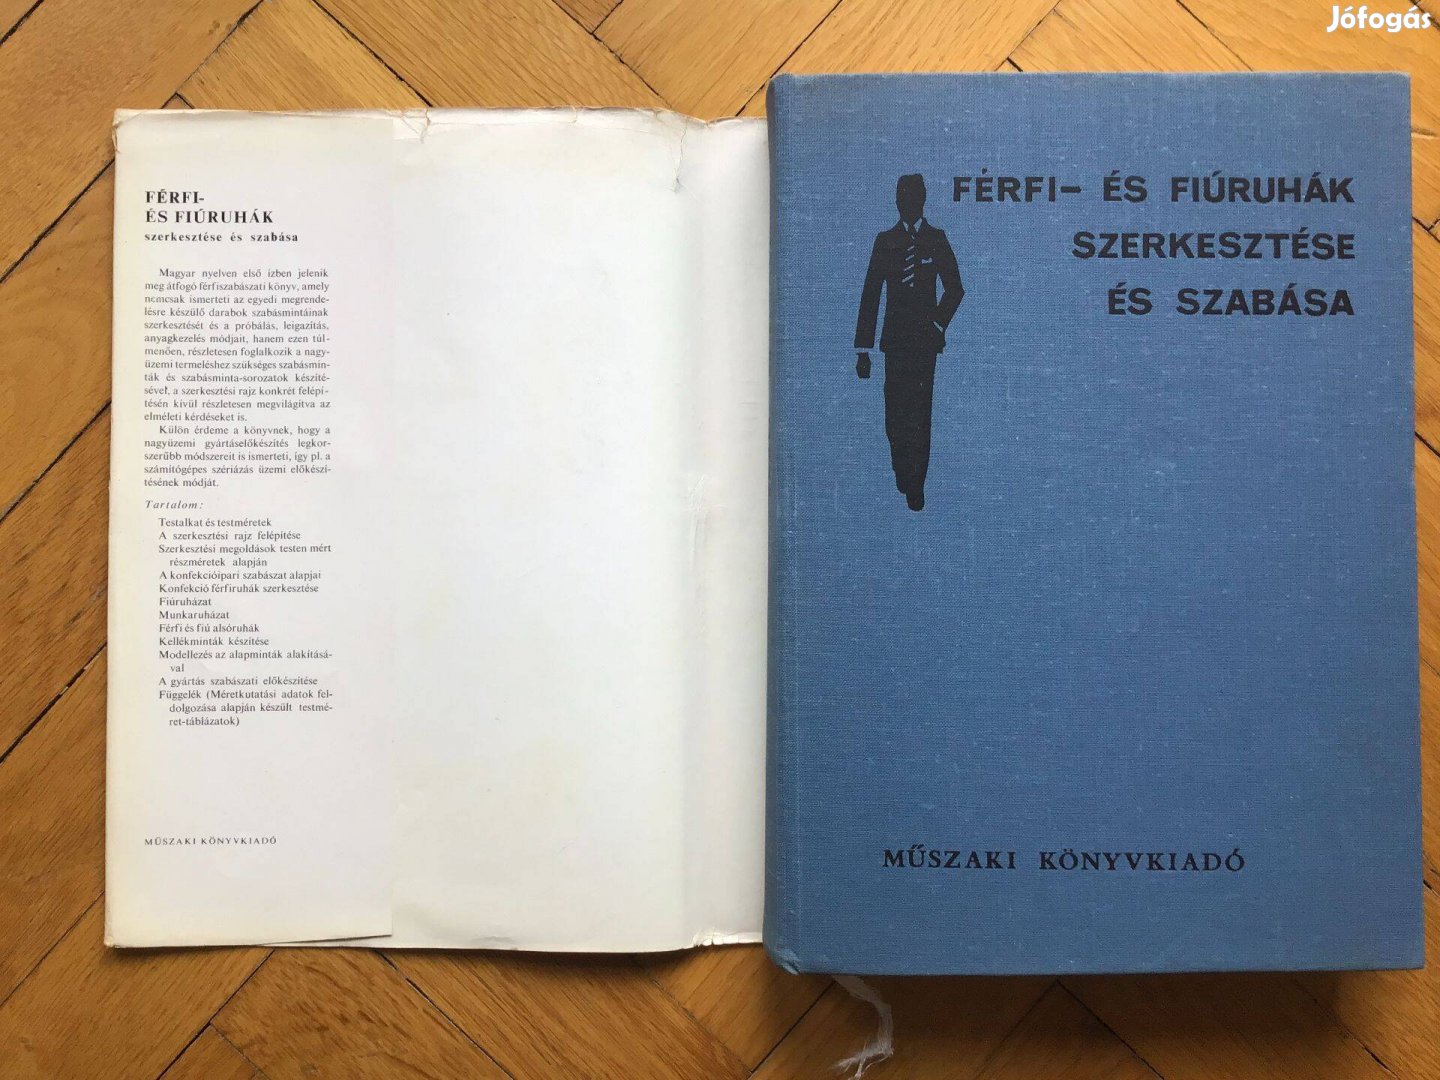 Jófogás
FÉRFI-
ÉS FIÚRUHÁK
szerkesztése és szabása
Magyar nyelven első ízben jelenik
meg átfogó férfiszabászati könyv, amely
nemcsak ismerteti az egyedi megrende-
lésre készülő darabok szabásmintáinak
szerkesztését és a próbálás, leigazítás,
anyagkezelés módjait, hanem ezen túl-
menően, részletesen foglalkozik a nagy-
üzemi termeléshez szükséges szabásmin-
ták és szabásminta-sorozatok készíté-
sével, a szerkesztési rajz konkrét felépí-
tésén kívül részletesen megvilágítva az
elméleti kérdéseket is.
Külön érdeme a könyvnek, hogy a
nagyüzemi gyártáselőkészítés legkor-
szerűbb módszereit is ismerteti, így pl. a
számítógépes szériázás üzemi előkészí-
tésének módját.
Tartalom:
Testalkat és testméretek
A szerkesztési rajz felépítése
Szerkesztési megoldások testen mért
részméretek alapján
A konfekcióipari szabászat alapjai
Konfekció férfiruhák szerkesztése
Fiúruházat
Munkaruházat
Férfi és fiú alsóruhák
Kellékminták készítése
Modellezés az alapminták alakításá-
val
A gyártás szabászati előkészítése
Függelék (Méretkutatási adatok fel-
dolgozása alapján készült testmé-
ret-táblázatok)
MŰSZAKI KÖNYVKIADÓ
FÉRFI- ÉS FIÚRUHÁK
SZERKESZTÉSE
ÉS SZABÁSA
MŰSZAKI KÖNYVKIADÓ